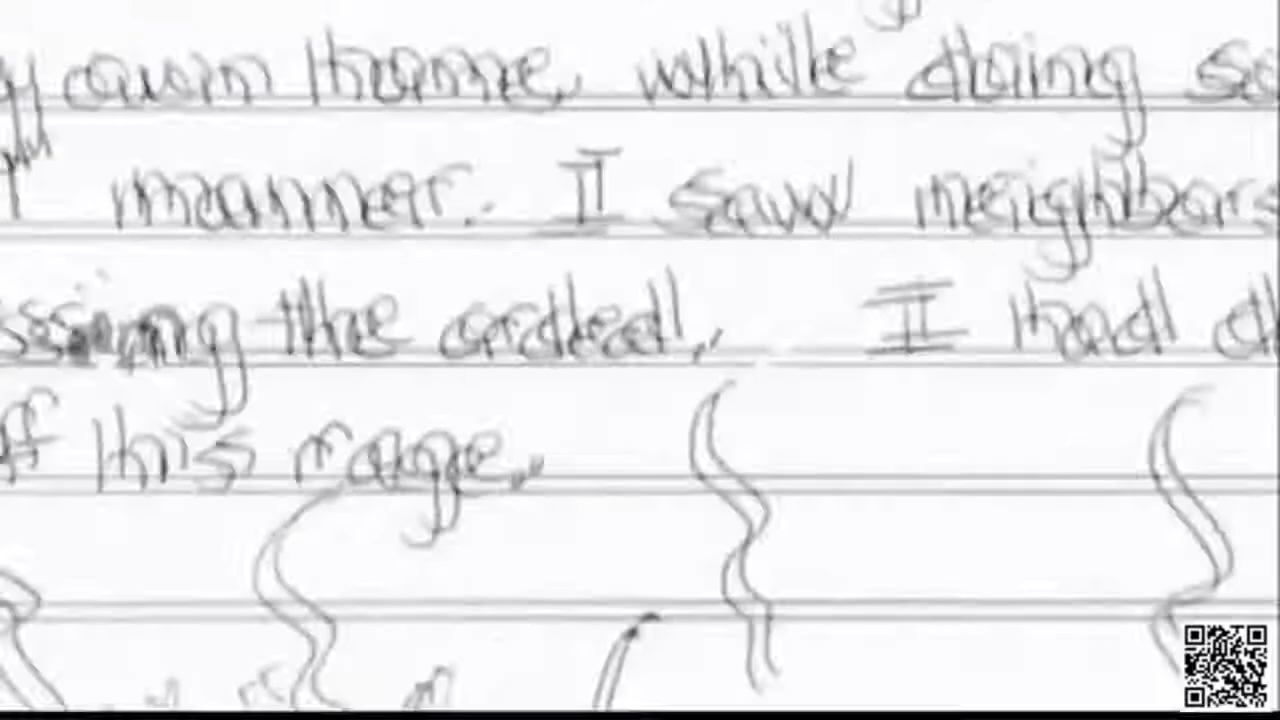 own home while doing
manner. I saw neighbors
the ordeal, I had
this rage.